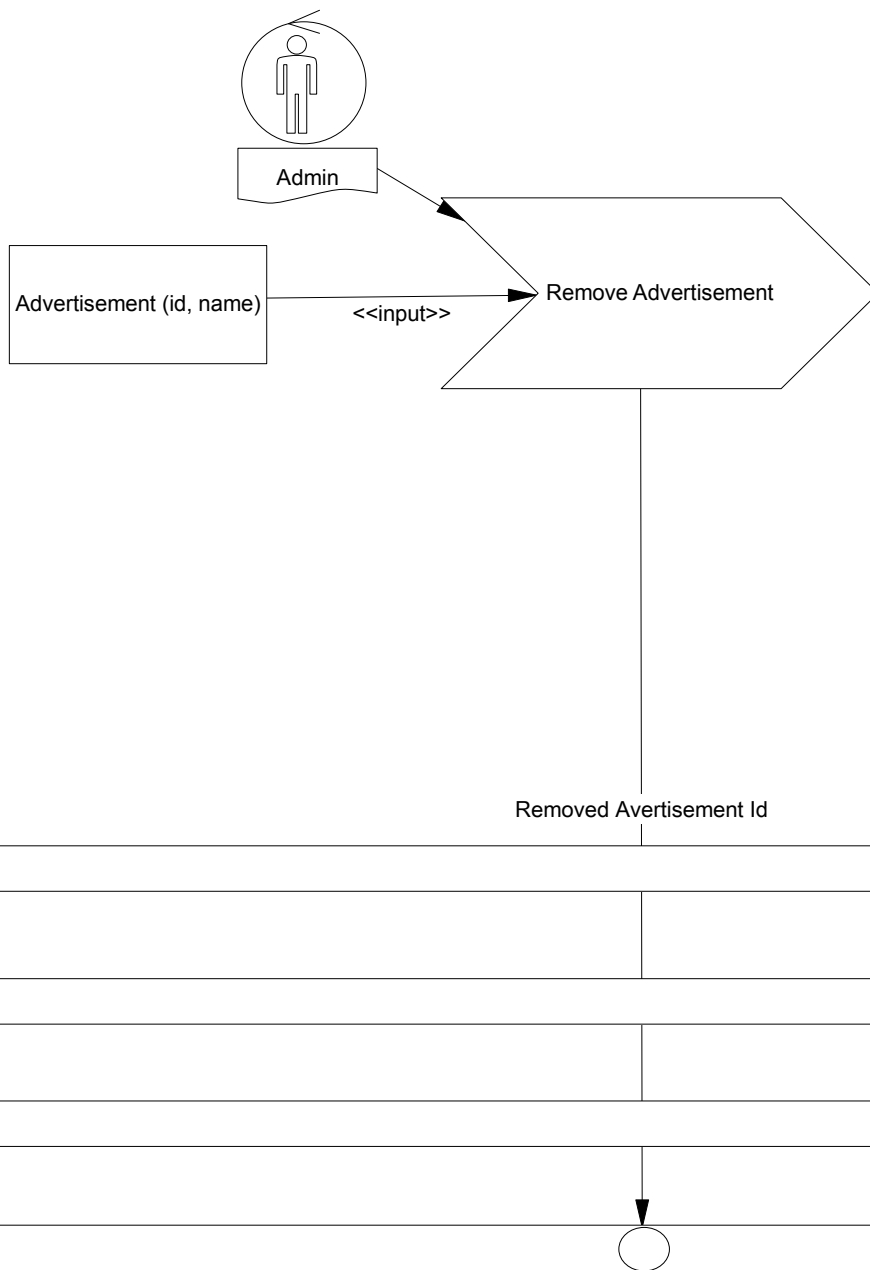 Admin
Advertisement (id, name)
<<input>>
Remove Advertisement
Removed Avertisement Id